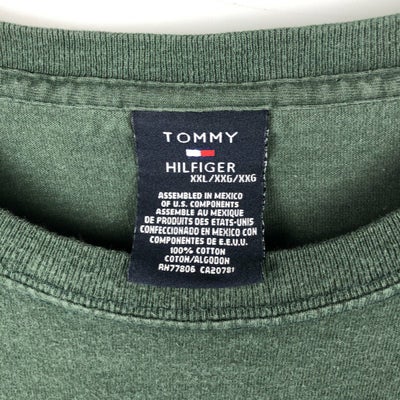 TOMMY
HILFIGER
XXL/XXG/XXG
ASSEMBLED IN MEXICO
OF U.S. COMPONENTS
ASSEMBLE AU MEXIQUE
DE PRODUITS DES ETATS-UNIS
CONFECCIONADO EN MEXICO CON
COMPONENTES DE E.E.U.U.
100% COTTON
COTON/ALGODON
RH77806 CA20781